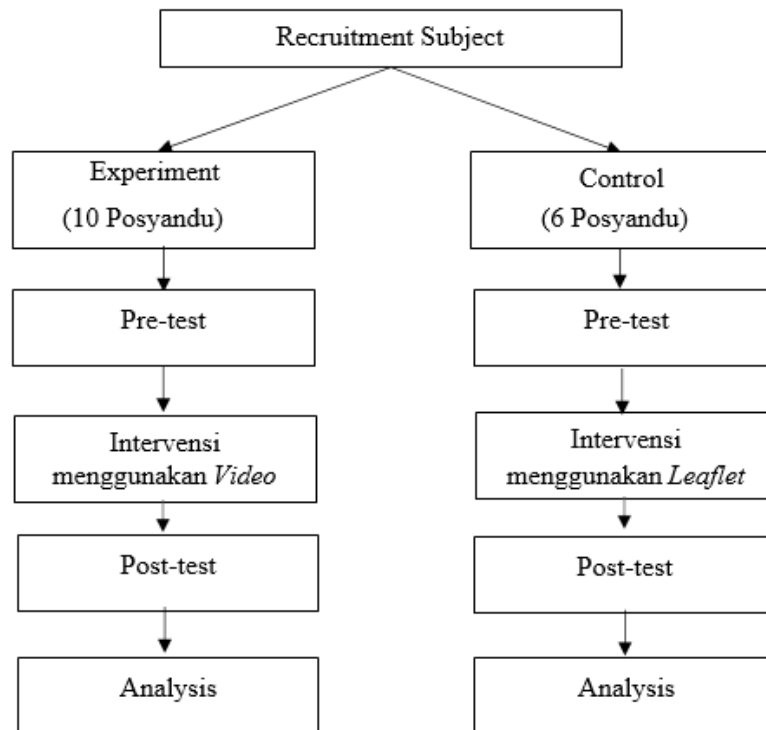 Recruitment Subject
Experiment
(10 Posyandu)
Control
(6 Posyandu)
Pre-test
Pre-test
Intervensi
menggunakan Video
Intervensi
menggunakan Leaflet
Post-test
Post-test
Analysis
Analysis